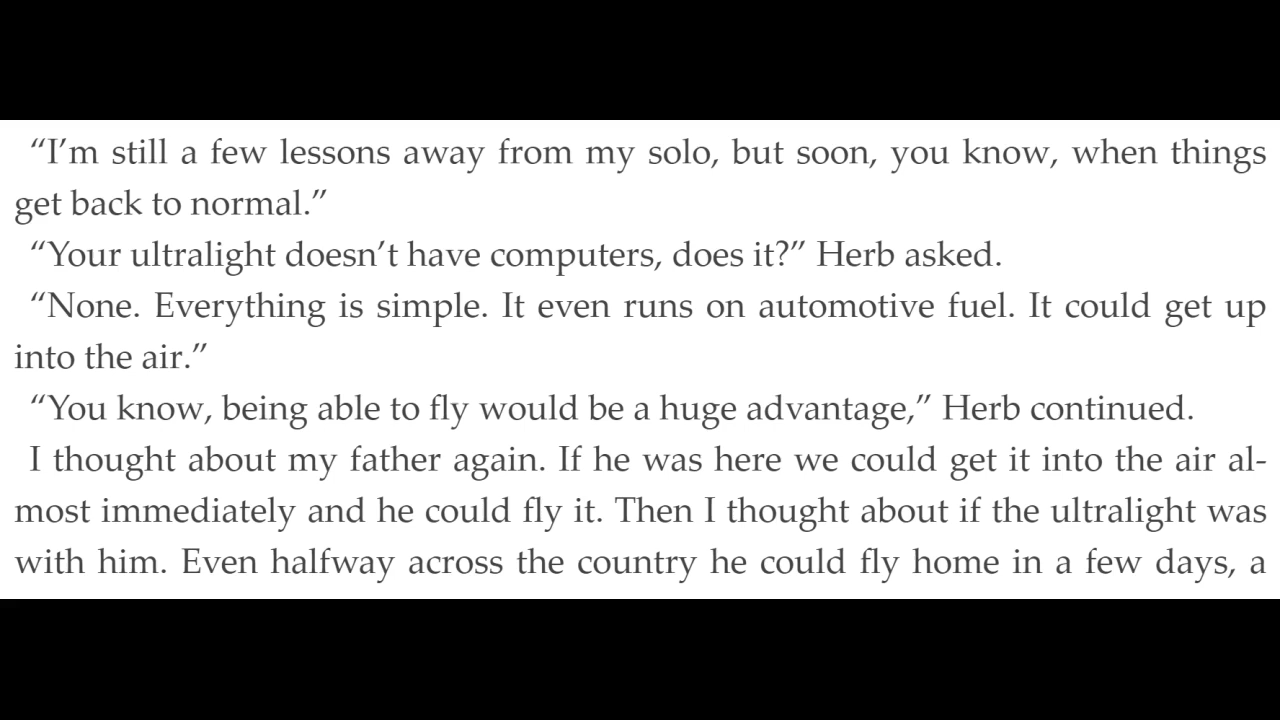 “I’m still a few lessons away from my solo, but soon, you know, when things
get back to normal.”
“Your ultralight doesn’t have computers, does it?” Herb asked.
“None. Everything is simple. It even runs on automotive fuel. It could get up
into the air.”
“You know, being able to fly would be a huge advantage,” Herb continued.
I thought about my father again. If he was here we could get it into the air al-
most immediately and he could fly it. Then I thought about if the ultralight was
with him. Even halfway across the country he could fly home in a few days, a